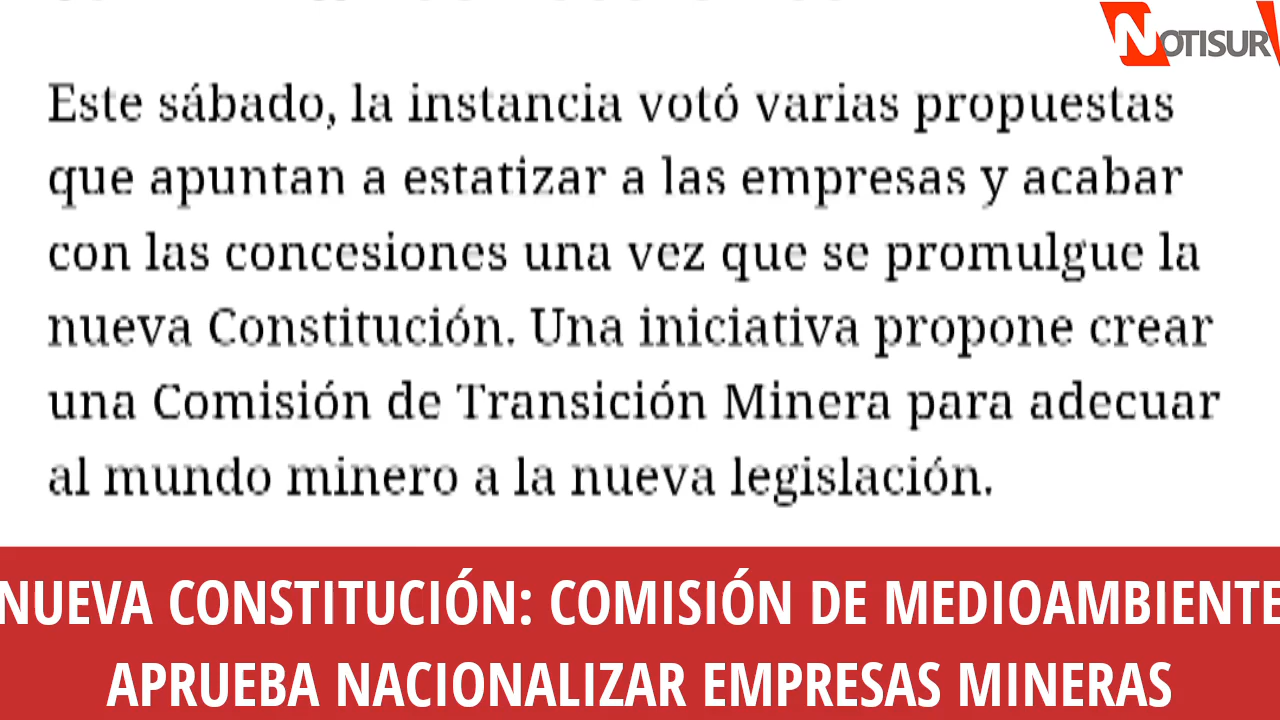 NOTISUR
Este sábado, la instancia votó varias propuestas
que apuntan a estatizar a las empresas y acabar
con las concesiones una vez que se promulgue la
nueva Constitución. Una iniciativa propone crear
una Comisión de Transición Minera para adecuar
al mundo minero a la nueva legislación.
NUEVA CONSTITUCIÓN: COMISIÓN DE MEDIOAMBIENTE
APRUEBA NACIONALIZAR EMPRESAS MINERAS